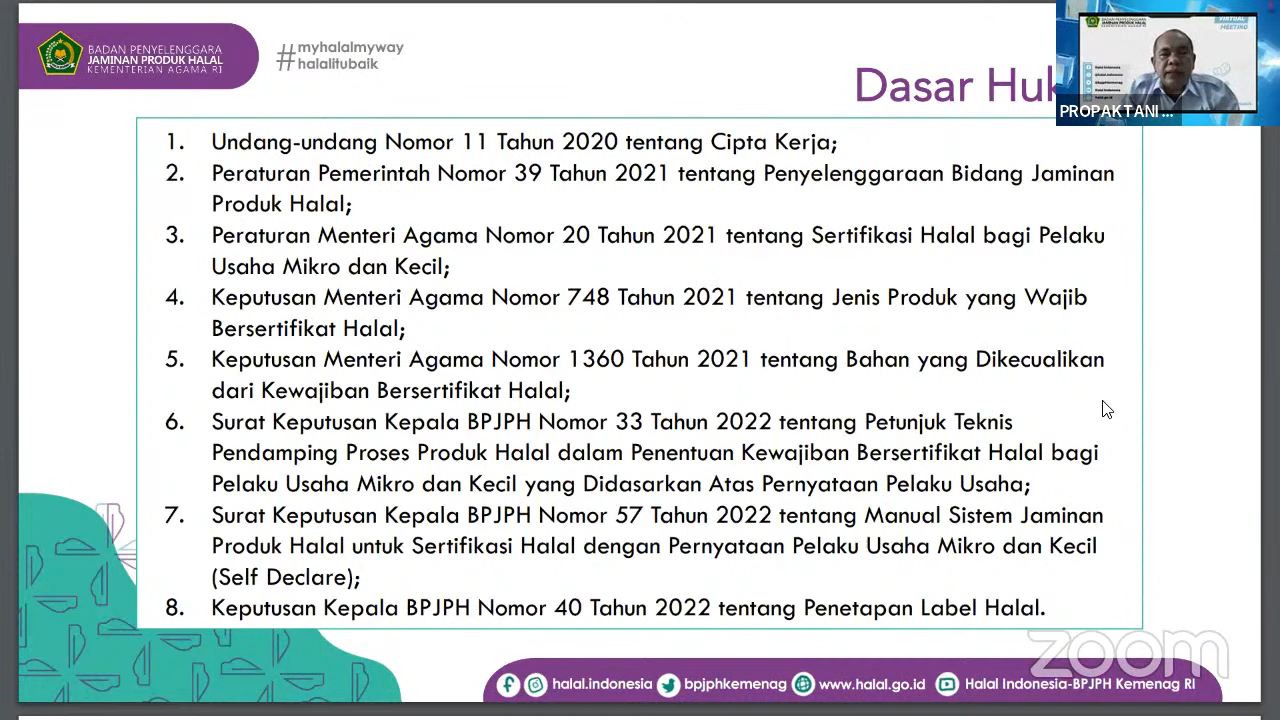 BADAN PENYELENGGARA
JAMINAN PRODUK HALAL
KEMENTERIAN AGAMA RI
#myhalalmyway
halalitubaik
VIRTUAL
MEETING
PROPAKTANI ...
Dasar Huk
1. Undang-undang Nomor 11 Tahun 2020 tentang Cipta Kerja;
2. Peraturan Pemerintah Nomor 39 Tahun 2021 tentang Penyelenggaraan Bidang Jaminan
Produk Halal;
3. Peraturan Menteri Agama Nomor 20 Tahun 2021 tentang Sertifikasi Halal bagi Pelaku
Usaha Mikro dan Kecil;
4. Keputusan Menteri Agama Nomor 748 Tahun 2021 tentang Jenis Produk yang Wajib
Bersertifikat Halal;
5. Keputusan Menteri Agama Nomor 1360 Tahun 2021 tentang Bahan yang Dikecualikan
dari Kewajiban Bersertifikat Halal;
6. Surat Keputusan Kepala BPJPH Nomor 33 Tahun 2022 tentang Petunjuk Teknis
Pendamping Proses Produk Halal dalam Penentuan Kewajiban Bersertifikat Halal bagi
Pelaku Usaha Mikro dan Kecil yang Didasarkan Atas Pernyataan Pelaku Usaha;
7. Surat Keputusan Kepala BPJPH Nomor 57 Tahun 2022 tentang Manual Sistem Jaminan
Produk Halal untuk Sertifikasi Halal dengan Pernyataan Pelaku Usaha Mikro dan Kecil
(Self Declare);
8. Keputusan Kepala BPJPH Nomor 40 Tahun 2022 tentang Penetapan Label Halal.
zoom
halal.indonesia bpjphkemenag www.halal.go.id Halal Indonesia-BPJPH Kemenag RI